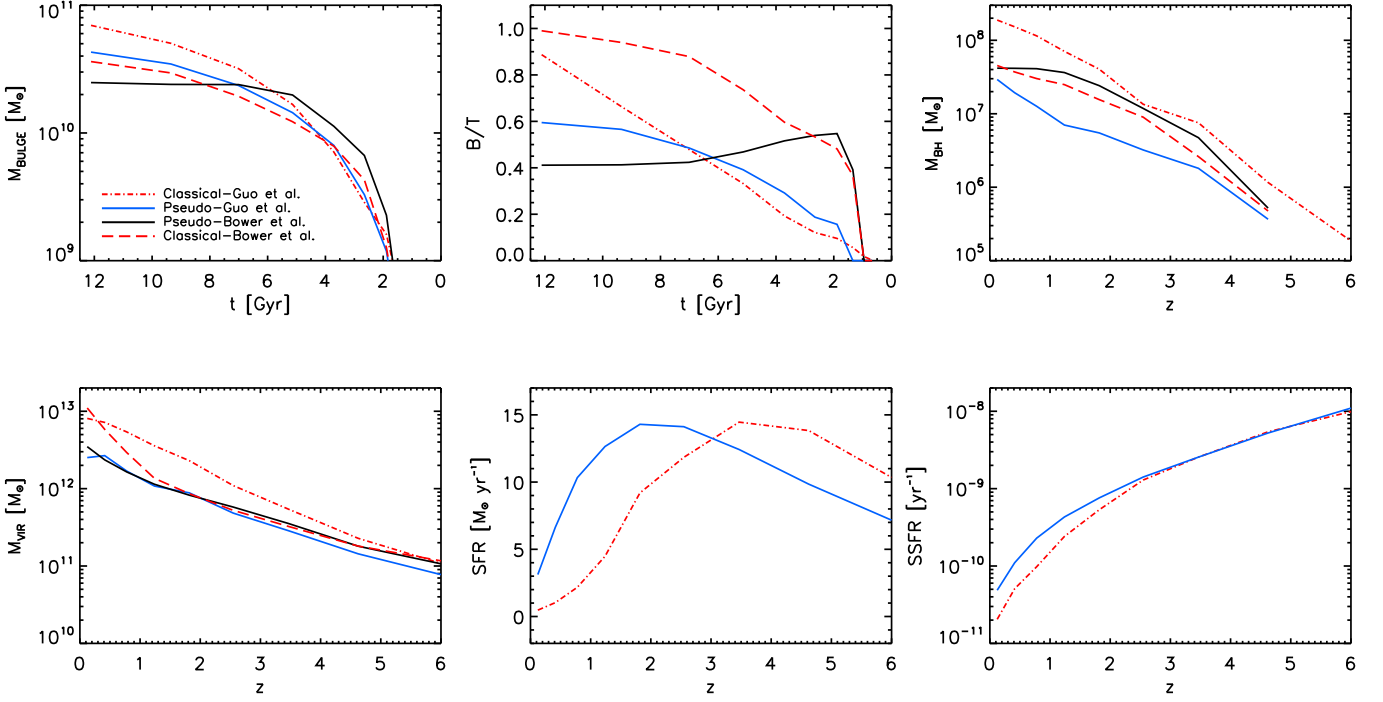 10¹¹
10¹⁰
10⁹
M_BULGE [M⊙]
Classical-Guo et al.
Pseudo-Guo et al.
Pseudo-Bower et al.
Classical-Bower et al.
12 10 8 6 4 2 0
t [Gyr]
1.0
0.8
0.6
0.4
0.2
0.0
B/T
12 10 8 6 4 2 0
t [Gyr]
10⁸
10⁷
10⁶
10⁵
M_BH [M⊙]
0 1 2 3 4 5 6
z
10¹³
10¹²
10¹¹
10¹⁰
M_VIR [M⊙]
0 1 2 3 4 5 6
z
15
10
5
0
SFR [M⊙ yr⁻¹]
0 1 2 3 4 5 6
z
10⁻⁸
10⁻⁹
10⁻¹⁰
10⁻¹¹
SSFR [yr⁻¹]
0 1 2 3 4 5 6
z